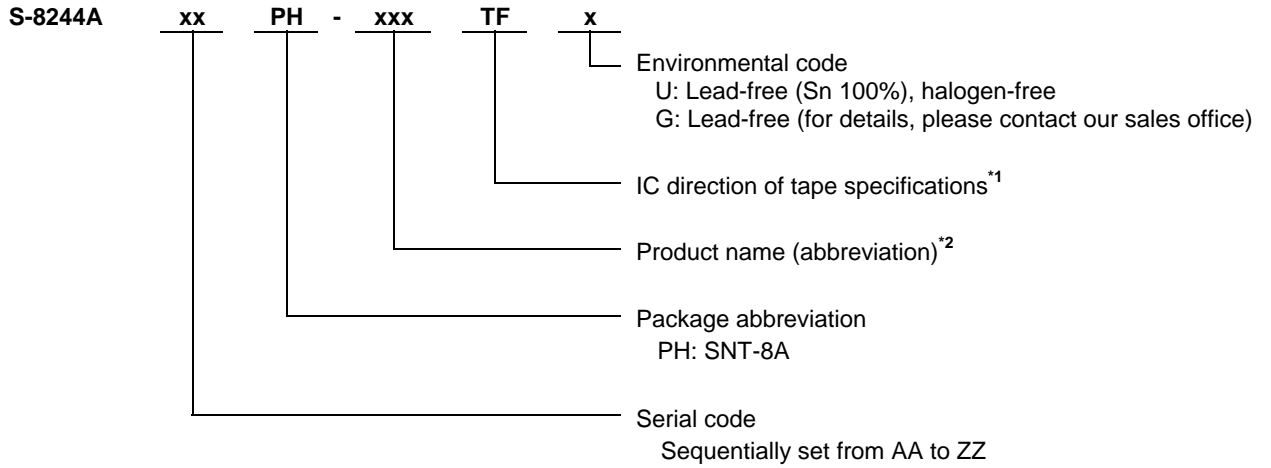 S-8244A xx PH - xxx TF x
Environmental code
U: Lead-free (Sn 100%), halogen-free
G: Lead-free (for details, please contact our sales office)
IC direction of tape specifications*1
Product name (abbreviation)*2
Package abbreviation
PH: SNT-8A
Serial code
Sequentially set from AA to ZZ